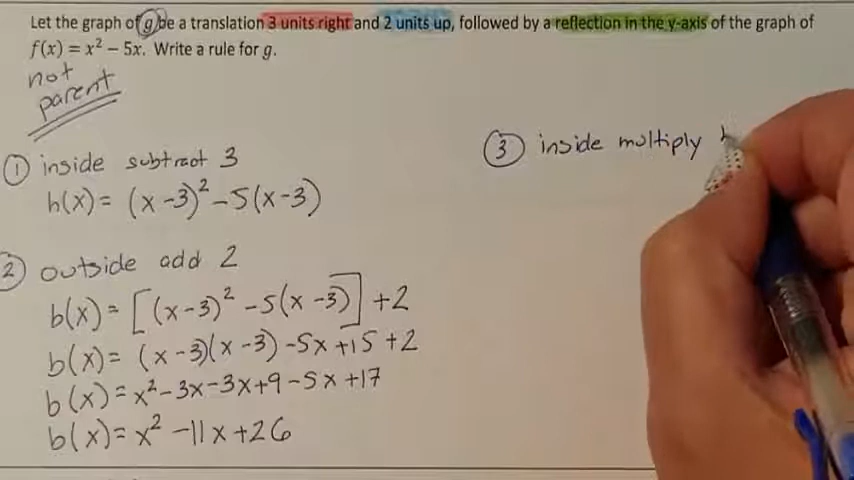 Let the graph of g be a translation 3 units right and 2 units up, followed by a reflection in the y-axis of the graph of
f(x) = x² − 5x. Write a rule for g.
not
parent
① inside subtract 3
h(x) = (x-3)² -5(x-3)
② outside add 2
b(x) = [(x-3)² -5(x-3)] +2
b(x) = (x-3)(x-3) -5x+15+2
b(x) = x²-3x-3x+9-5x+17
b(x) = x² -11x+26
③ inside multiply